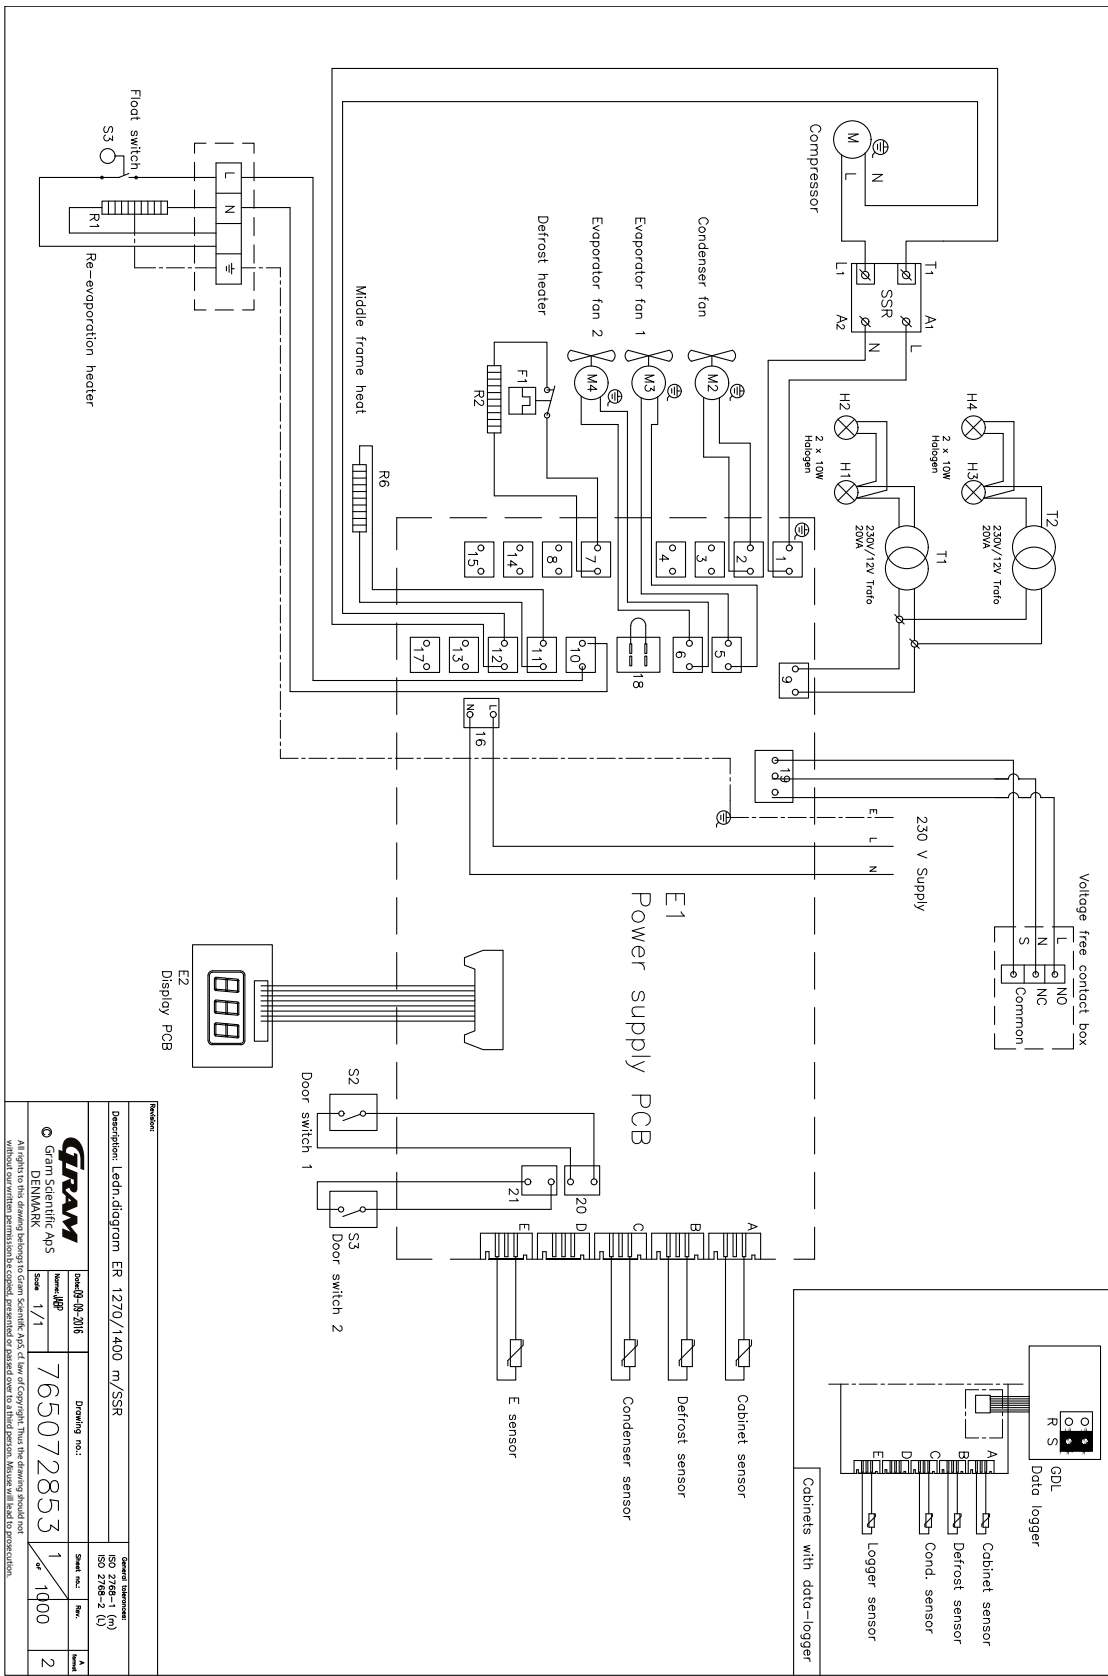 Compressor
M
L
N
T1
L1
SSR
A1
A2
L
N
H4
H3
2 x 10W
Halogen
T2
230V/12V Trafo
20VA
H2
H1
2 x 10W
Halogen
T1
230V/12V Trafo
20VA
Condenser fan
M2
Evaporator fan 1
M3
Evaporator fan 2
M4
Defrost heater
F1
R2
Middle frame heat
R6
Float switch
S3
L
N
R1
Re-evaporation heater
1
2
3
4
7
8
14
15
9
5
6
18
10
11
12
13
17
16
LO
NO
19
E
L
N
230 V Supply
Voltage free contact box
L
N
S
NO
NC
Common
E1
Power supply PCB
E2
Display PCB
S2
Door switch 1
S3
Door switch 2
20
21
A
B
C
D
E
Cabinet sensor
Defrost sensor
Condenser sensor
E sensor
R S
GDL
Data logger
A
B
C
D
E
Cabinet sensor
Defrost sensor
Cond. sensor
Logger sensor
Cabinets with data-logger
Revision:
Description: Ledn.diagram ER 1270/1400 m/SSR
General tolerances:
ISO 2768-1 (m)
ISO 2768-2 (L)
GRAM
© Gram Scientific ApS
DENMARK
Date: 09-09-2016
Name: JABP
Scale 1/1
Drawing no.:
765072853
Sheet no.:
1 of 1000
Rev.
A format
2
All rights to this drawing belongs to Gram Scientific ApS, cf. law of Copyright. Thus the drawing should not
without our written permission be copied, presented or passed over to a third person. Misuse will lead to prosecution.